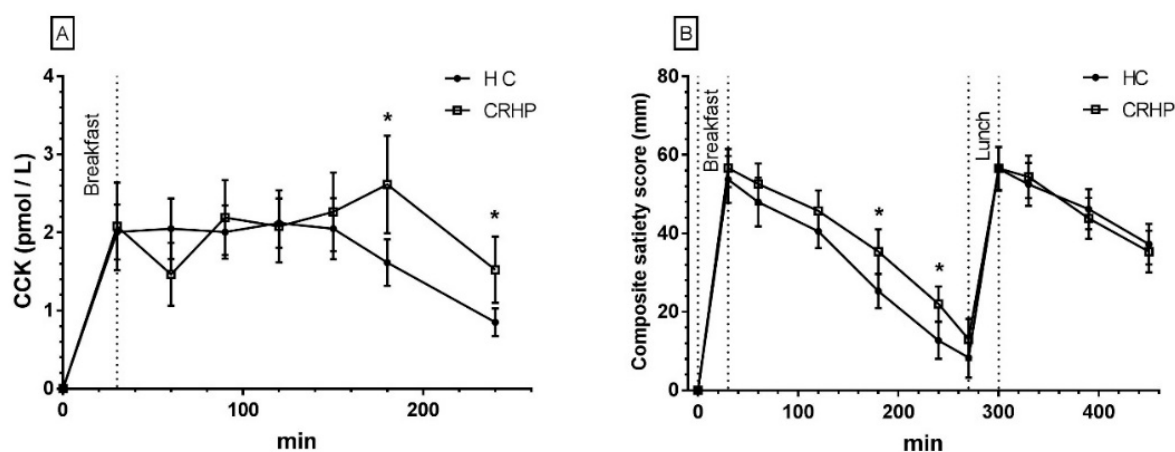 A
CCK (pmol / L)
4
3
2
1
0
Breakfast
H C
CRHP
*
*
0
100
200
min
B
Composite satiety score (mm)
80
60
40
20
0
Breakfast
Lunch
HC
CRHP
*
*
0
100
200
300
400
min